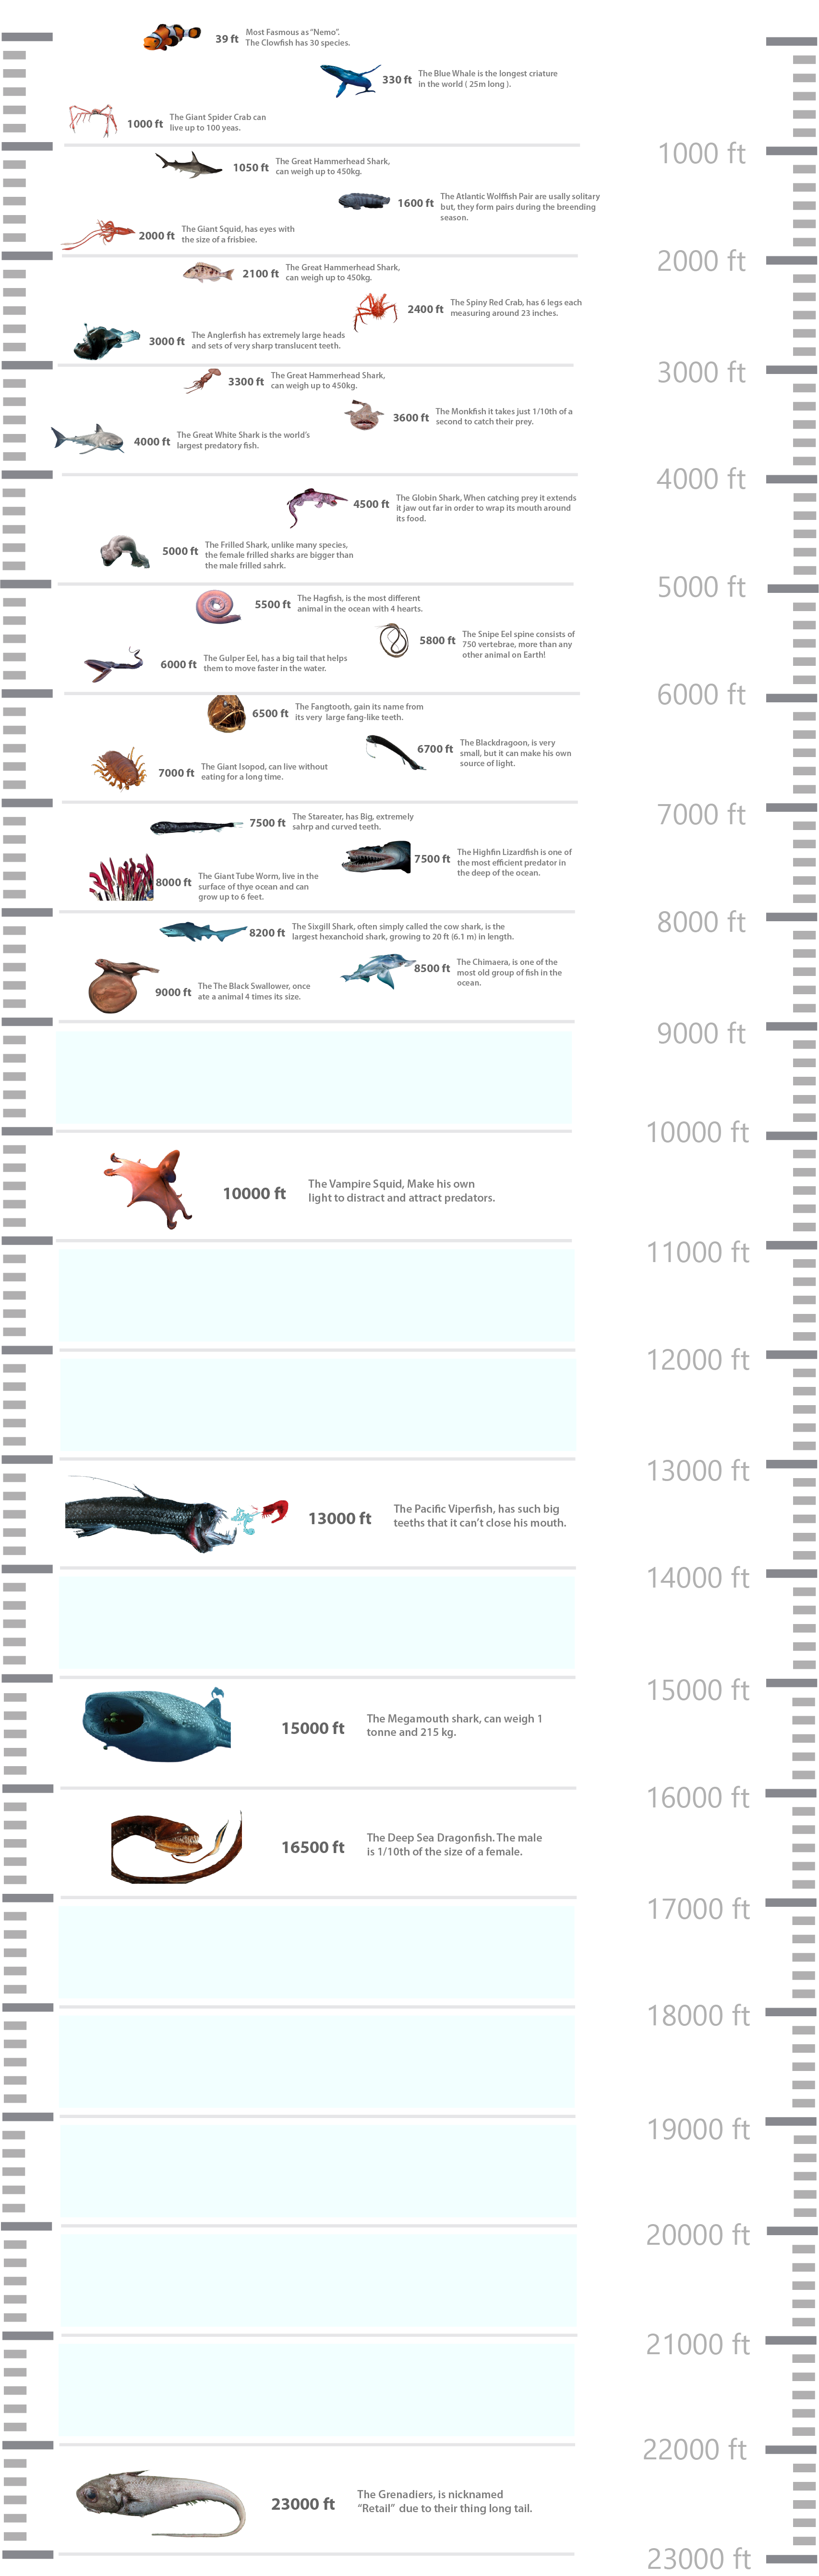 39 ft
Most Fasmous as “Nemo”.
The Clowfish has 30 species.
330 ft
The Blue Whale is the longest criature
in the world ( 25m long ).
1000 ft
The Giant Spider Crab can
live up to 100 yeas.
1000 ft
1050 ft
The Great Hammerhead Shark,
can weigh up to 450kg.
1600 ft
The Atlantic Wolffish Pair are usally solitary
but, they form pairs during the breending
season.
2000 ft
The Giant Squid, has eyes with
the size of a frisbiee.
2000 ft
2100 ft
The Great Hammerhead Shark,
can weigh up to 450kg.
2400 ft
The Spiny Red Crab, has 6 legs each
measuring around 23 inches.
3000 ft
The Anglerfish has extremely large heads
and sets of very sharp translucent teeth.
3000 ft
3300 ft
The Great Hammerhead Shark,
can weigh up to 450kg.
3600 ft
The Monkfish it takes just 1/10th of a
second to catch their prey.
4000 ft
The Great White Shark is the world’s
largest predatory fish.
4000 ft
4500 ft
The Globin Shark, When catching prey it extends
it jaw out far in order to wrap its mouth around
its food.
5000 ft
The Frilled Shark, unlike many species,
the female frilled sharks are bigger than
the male frilled sahrk.
5000 ft
5500 ft
The Hagfish, is the most different
animal in the ocean with 4 hearts.
5800 ft
The Snipe Eel spine consists of
750 vertebrae, more than any
other animal on Earth!
6000 ft
The Gulper Eel, has a big tail that helps
them to move faster in the water.
6000 ft
6500 ft
The Fangtooth, gain its name from
its very large fang-like teeth.
6700 ft
The Blackdragoon, is very
small, but it can make his own
source of light.
7000 ft
The Giant Isopod, can live without
eating for a long time.
7000 ft
7500 ft
The Stareater, has Big, extremely
sahrp and curved teeth.
7500 ft
The Highfin Lizardfish is one of
the most efficient predator in
the deep of the ocean.
8000 ft
The Giant Tube Worm, live in the
surface of thye ocean and can
grow up to 6 feet.
8000 ft
8200 ft
The Sixgill Shark, often simply called the cow shark, is the
largest hexanchoid shark, growing to 20 ft (6.1 m) in length.
8500 ft
The Chimaera, is one of the
most old group of fish in the
ocean.
9000 ft
The The Black Swallower, once
ate a animal 4 times its size.
9000 ft
10000 ft
10000 ft
The Vampire Squid, Make his own
light to distract and attract predators.
11000 ft
12000 ft
13000 ft
13000 ft
The Pacific Viperfish, has such big
teeths that it can’t close his mouth.
14000 ft
15000 ft
15000 ft
The Megamouth shark, can weigh 1
tonne and 215 kg.
16000 ft
16500 ft
The Deep Sea Dragonfish. The male
is 1/10th of the size of a female.
17000 ft
18000 ft
19000 ft
20000 ft
21000 ft
22000 ft
23000 ft
The Grenadiers, is nicknamed
“Retail” due to their thing long tail.
23000 ft